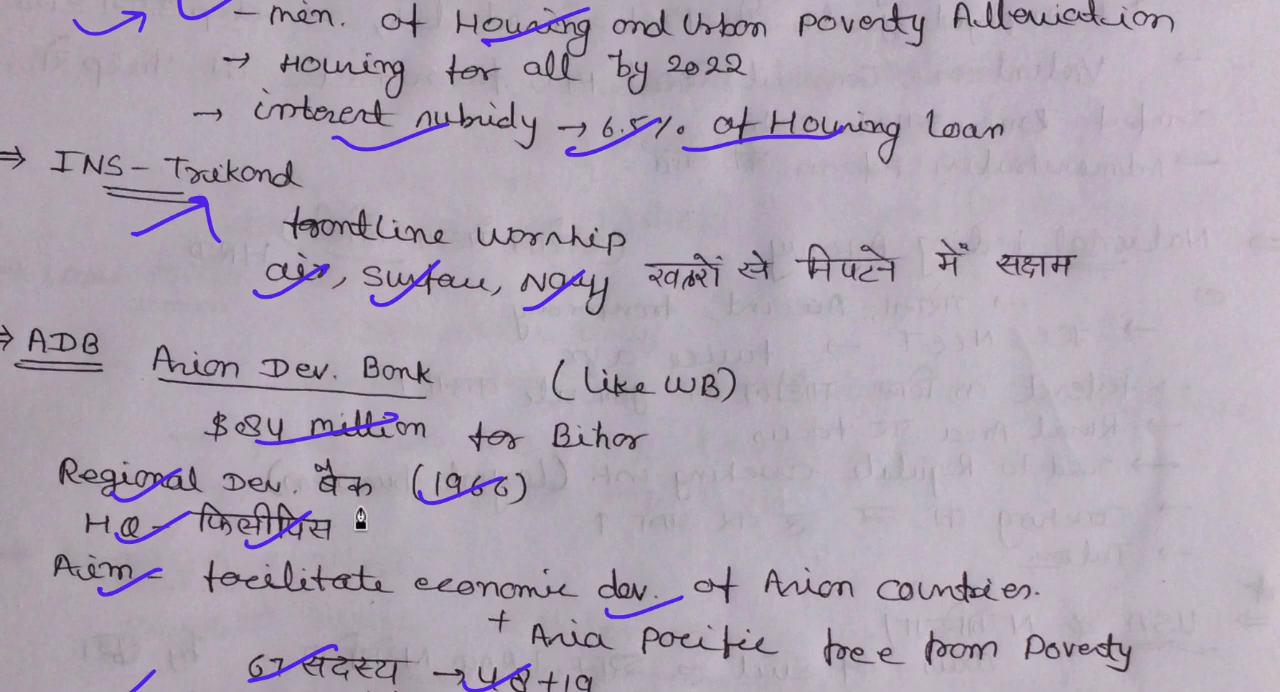 - min. of Housing and Urban Poverty Alleviation
→ Housing for all by 2022
→ interest subsidy → 6.5% of Housing Loan
⇒ INS - Trikand
frontline warship
air, surface, Navy खतरों से निपटने में सक्षम
⇒ ADB Asian Dev. Bank (like WB)
$84 million for Bihar
Regional Dev. बैंक (1966)
HQ - फिलीपिंस
Aim - facilitate economic dev. of Asian countries.
+ Asia Pacific free from Poverty
67 सदस्य → 48+19